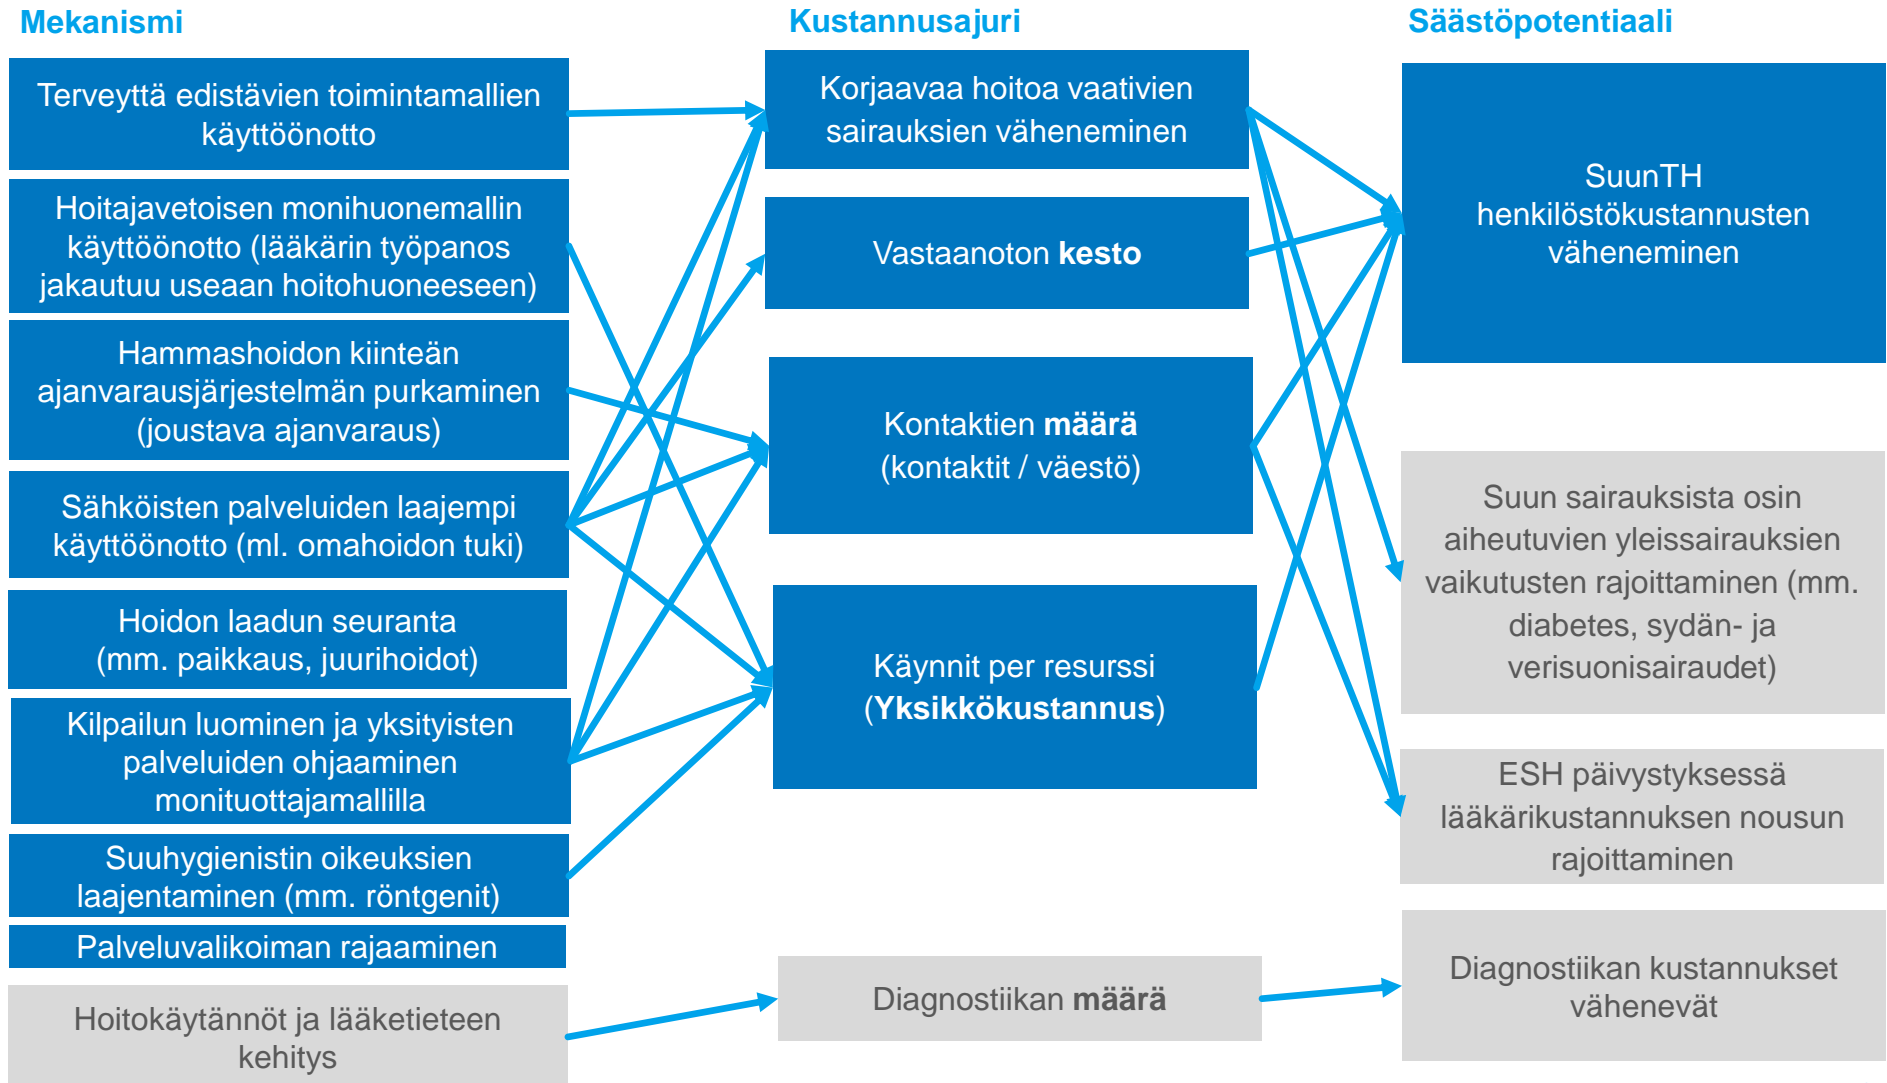 Mekanismi
Terveyttä edistävien toimintamallien
käyttöönotto
Hoitajavetoisen monihuonemallin
käyttöönotto (lääkärin työpanos
jakautuu useaan hoitohuoneeseen)
Hammashoidon kiinteän
ajanvarausjärjestelmän purkaminen
(joustava ajanvaraus)
Sähköisten palveluiden laajempi
käyttöönotto (ml. omahoidon tuki)
Hoidon laadun seuranta
(mm. paikkaus, juurihoidot)
Kilpailun luominen ja yksityisten
palveluiden ohjaaminen
monituottajamallilla
Suuhygienistin oikeuksien
laajentaminen (mm. röntgenit)
Palveluvalikoiman rajaaminen
Hoitokäytännöt ja lääketieteen
kehitys
Kustannusajuri
Korjaavaa hoitoa vaativien
sairauksien väheneminen
Vastaanoton kesto
Kontaktien määrä
(kontaktit / väestö)
Käynnit per resurssi
(Yksikkökustannus)
Diagnostiikan määrä
Säästöpotentiaali
SuunTH
henkilöstökustannusten
väheneminen
Suun sairauksista osin
aiheutuvien yleissairauksien
vaikutusten rajoittaminen (mm.
diabetes, sydän- ja
verisuonisairaudet)
ESH päivystyksessä
lääkärikustannuksen nousun
rajoittaminen
Diagnostiikan kustannukset
vähenevät